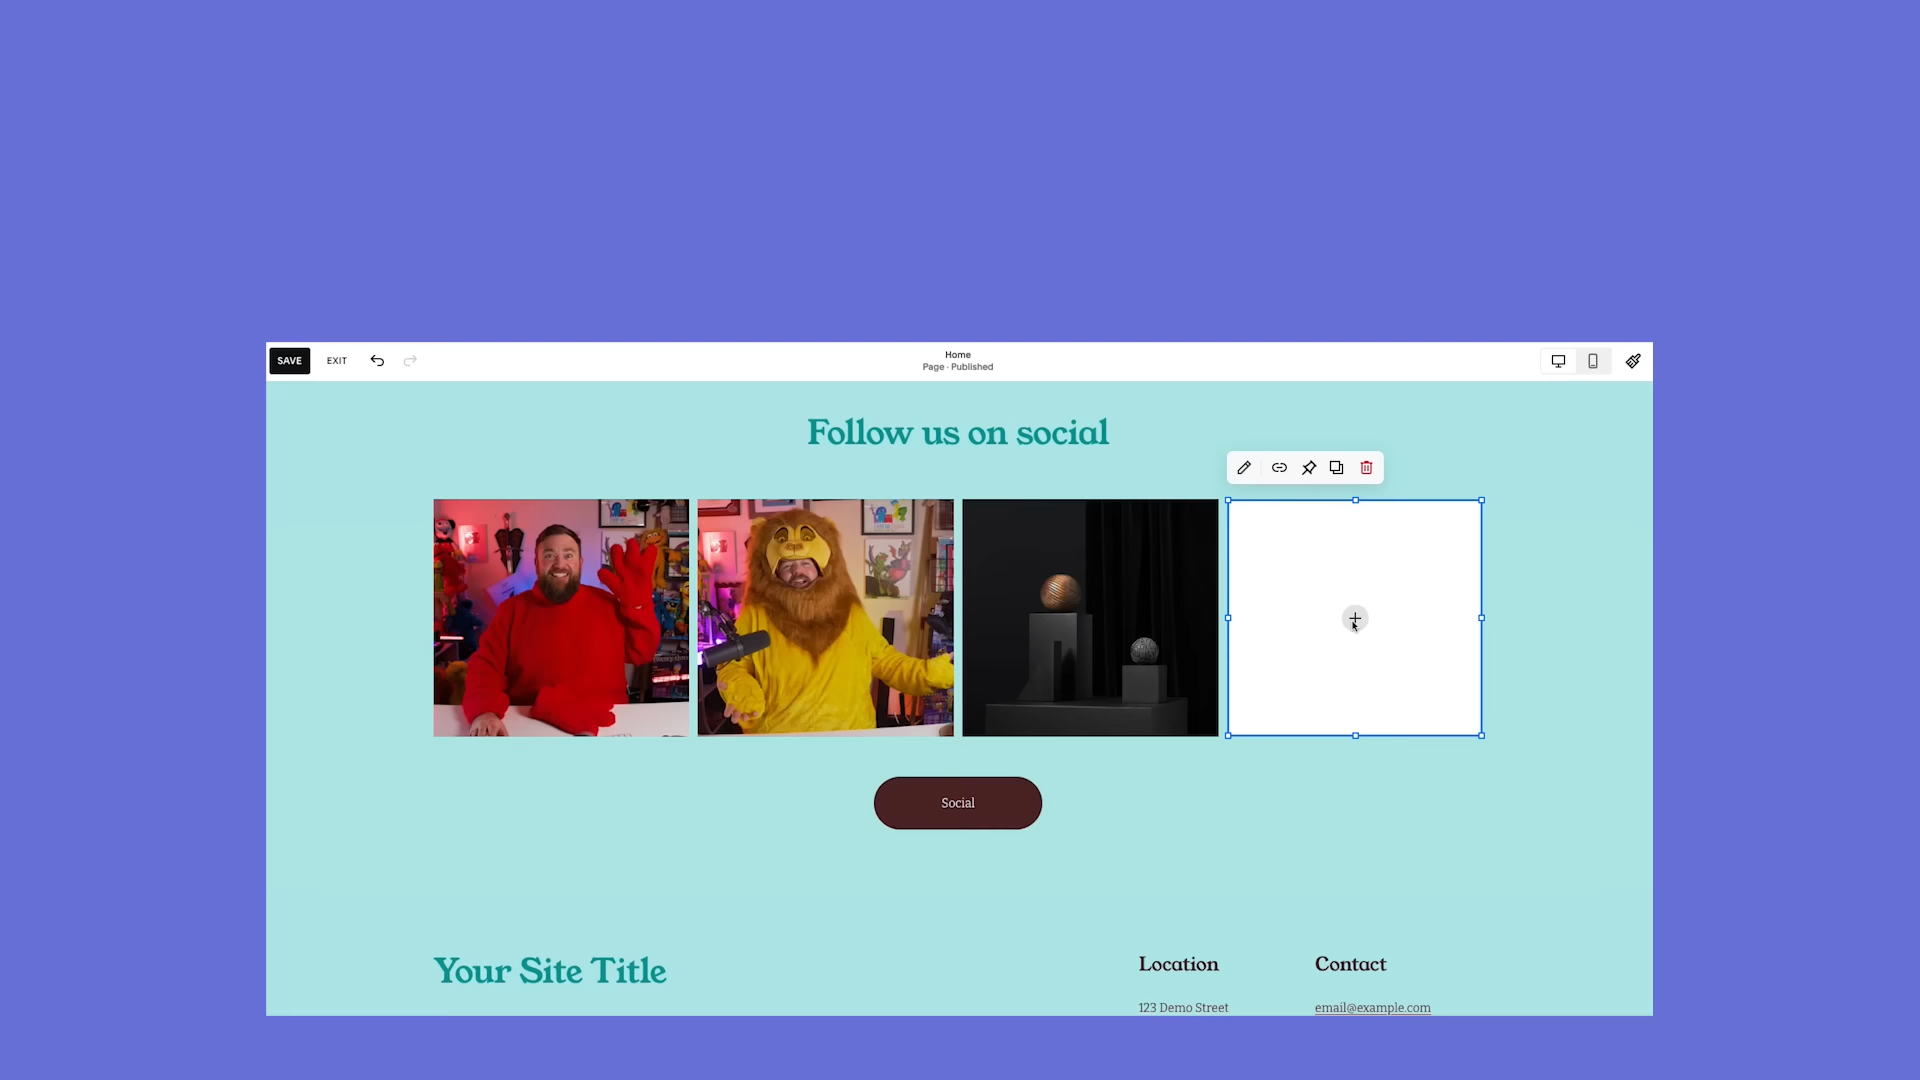 SAVE
EXIT
Home
Page · Published
Follow us on social
Social
Your Site Title
Location
Contact
123 Demo Street
email@example.com